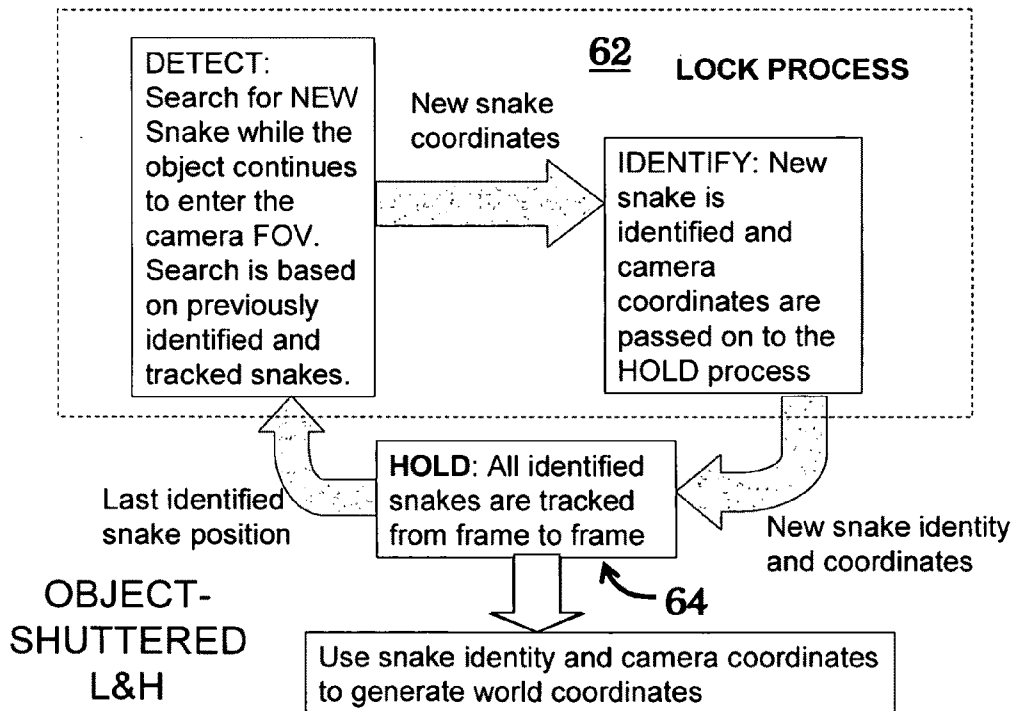 62
LOCK PROCESS
DETECT:
Search for NEW
Snake while the
object continues
to enter the
camera FOV.
Search is based
on previously
identified and
tracked snakes.
New snake
coordinates
IDENTIFY: New
snake is
identified and
camera
coordinates are
passed on to the
HOLD process
HOLD: All identified
snakes are tracked
from frame to frame
Last identified
snake position
New snake identity
and coordinates
64
OBJECT-
SHUTTERED
L&H
Use snake identity and camera coordinates
to generate world coordinates